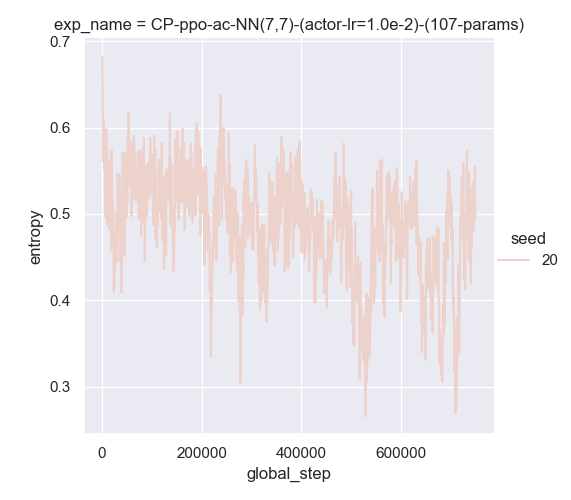 exp_name = CP-ppo-ac-NN(7,7)-(actor-lr=1.0e-2)-(107-params)
0.7
0.6
0.5
0.4
0.3
entropy
0
200000
400000
600000
global_step
seed
20